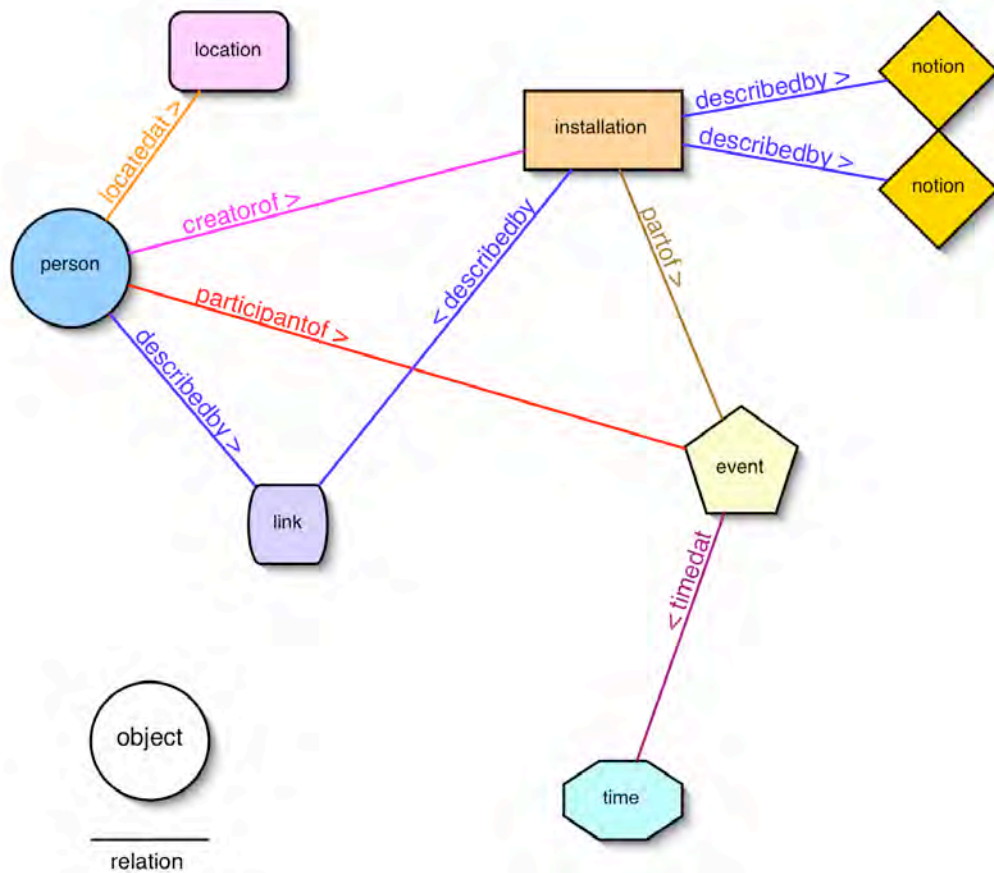 location
notion
describedby >
installation
describedby >
notion
locatedat >
creatorof >
< describedby
partof >
person
participantof >
describedby >
event
link
< timedat
object
time
relation